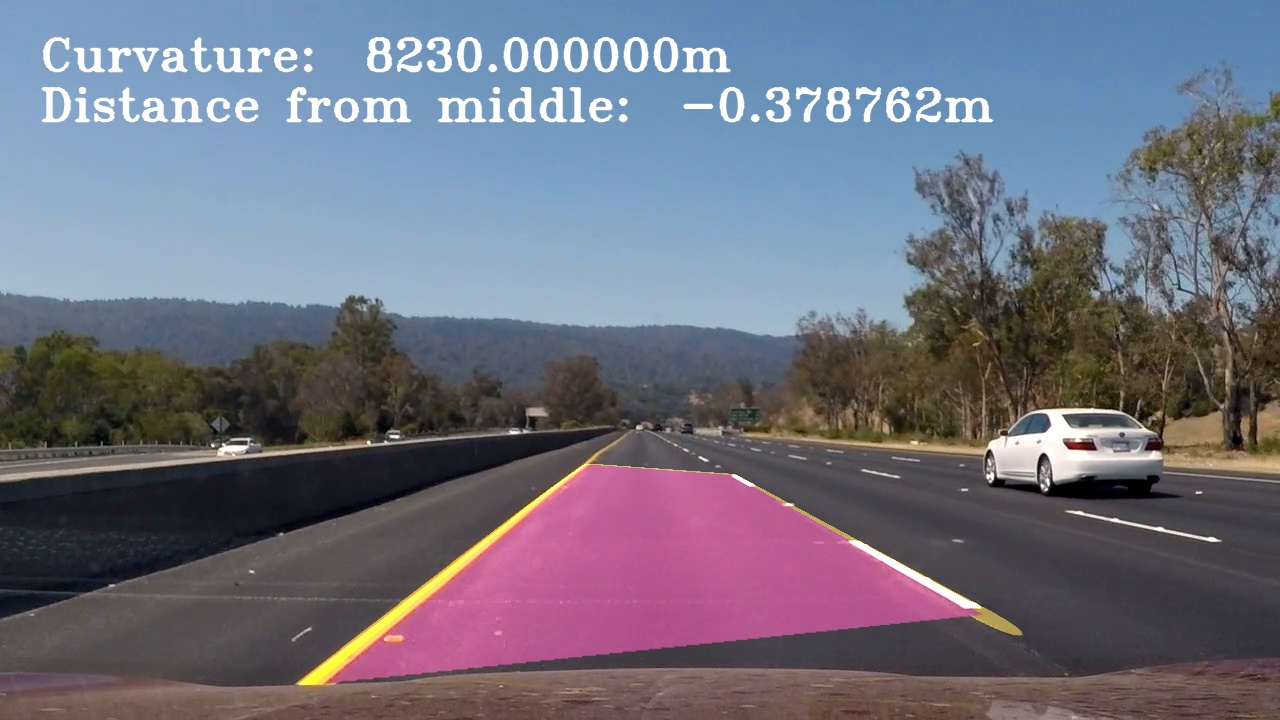 Curvature:  8230.000000m
Distance from middle:  -0.378762m